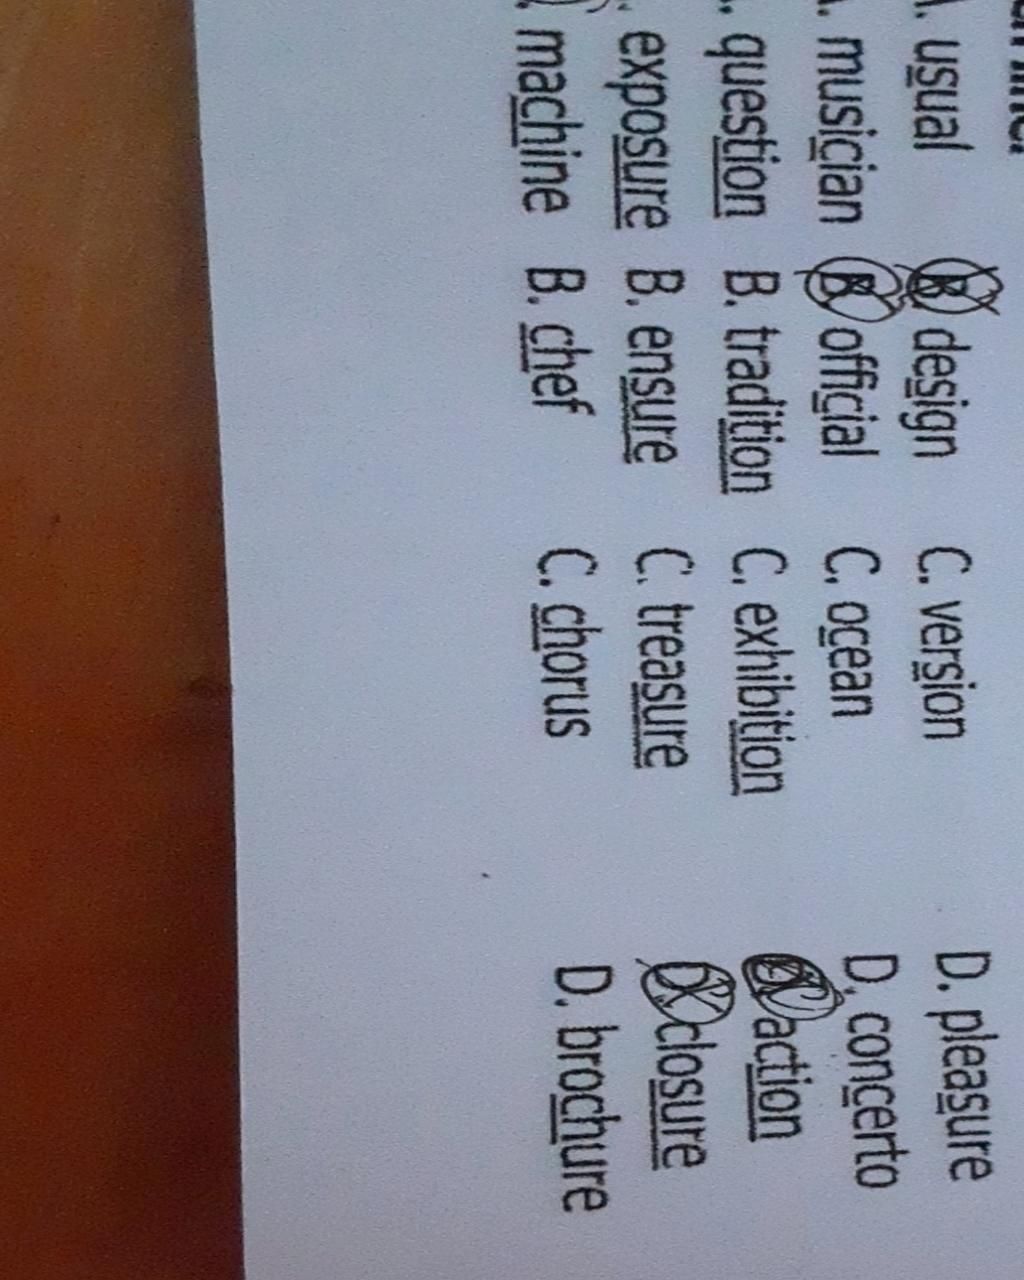 A. usual B. design C. version D. pleasure
A. musician B. official C. ocean D. concerto
A. question B. tradition C. exhibition D. action
exposure B. ensure C. treasure D. closure
machine B. chef C. chorus D. brochure